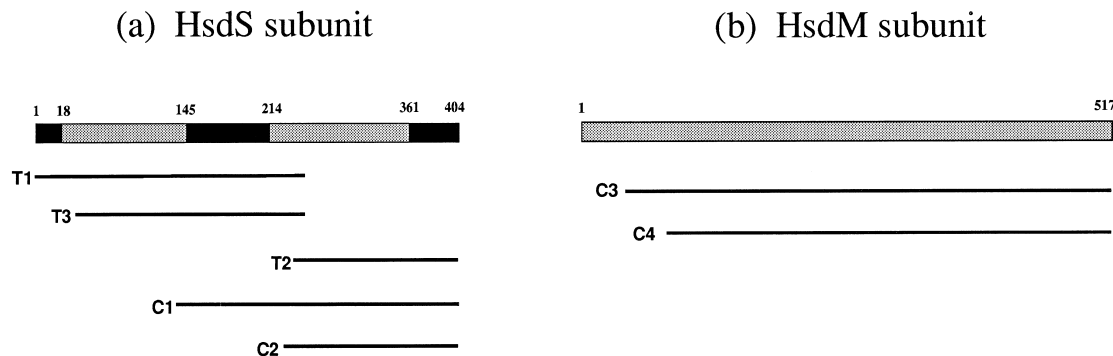 (a) HsdS subunit
(b) HsdM subunit
1 18 145 214 361 404
1 517
T1
T3
T2
C1
C2
C3
C4